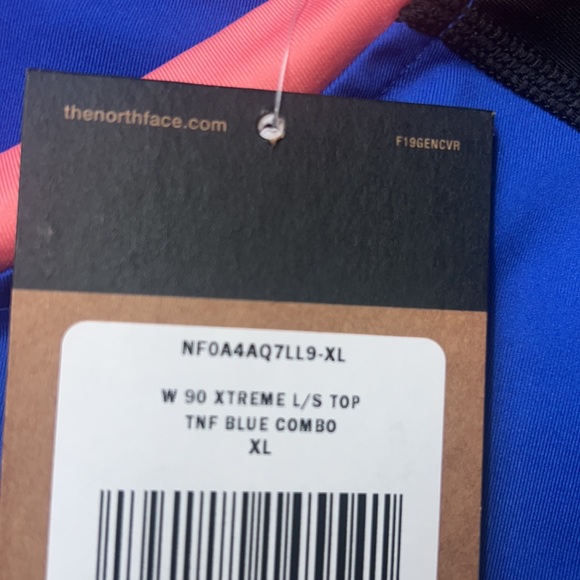 thenorthface.com
F19GENCVR
NF0A4AQ7LL9-XL
W 90 XTREME L/S TOP
TNF BLUE COMBO
XL